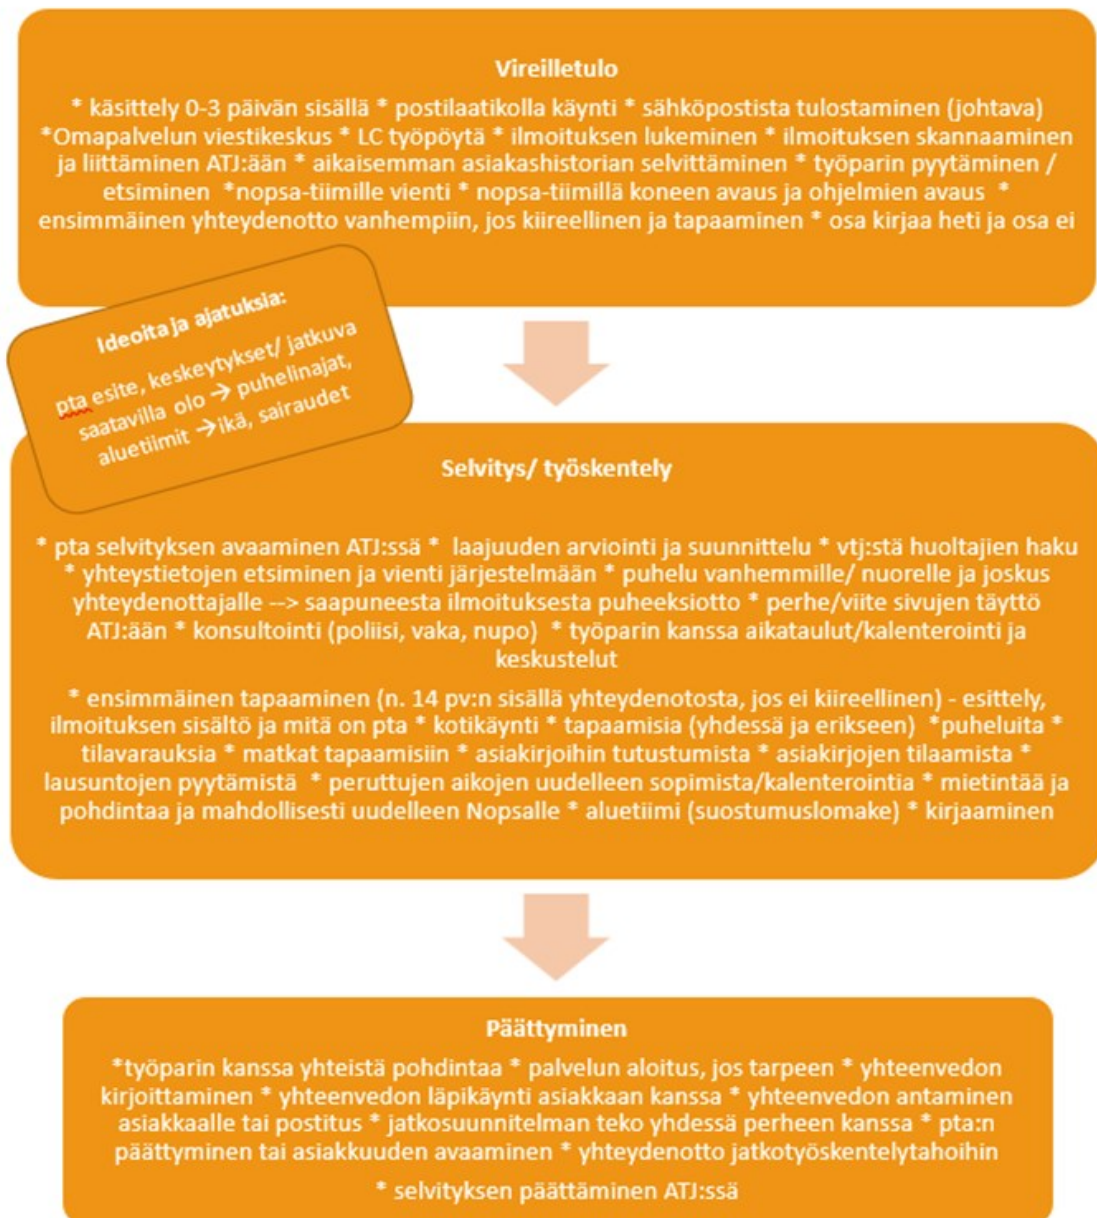 Vireilletulo
* käsittely 0-3 päivän sisällä * postilaatikolla käynti * sähköpostista tulostaminen (johtava)
*Omapalvelun viestikeskus * LC työpöytä * ilmoituksen lukeminen * ilmoituksen skannaaminen
ja liittäminen ATJ:ään * aikaisemman asiakashistorian selvittäminen * työparin pyytäminen /
etsiminen *nopsa-tiimille vienti * nopsa-tiimillä koneen avaus ja ohjelmien avaus *
ensimmäinen yhteydenotto vanhempiin, jos kiireellinen ja tapaaminen * osa kirjaa heti ja osa ei
Ideoita ja ajatuksia:
pta esite, keskeytykset/ jatkuva
saatavilla olo → puhelinajat,
aluetiimit →ikä, sairaudet
Selvitys/ työskentely
* pta selvityksen avaaminen ATJ:ssä * laajuuden arviointi ja suunnittelu * vtj:stä huoltajien haku
* yhteystietojen etsiminen ja vienti järjestelmään * puhelu vanhemmille/ nuorelle ja joskus
yhteydenottajalle --> saapuneesta ilmoituksesta puheeksiotto * perhe/viite sivujen täyttö
ATJ:ään * konsultointi (poliisi, vaka, nupo) * työparin kanssa aikataulut/kalenterointi ja
keskustelut
* ensimmäinen tapaaminen (n. 14 pv:n sisällä yhteydenotosta, jos ei kiireellinen) - esittely,
ilmoituksen sisältö ja mitä on pta * kotikäynti * tapaamisia (yhdessä ja erikseen) *puheluita *
tilavarauksia * matkat tapaamisiin * asiakirjoihin tutustumista * asiakirjojen tilaamista *
lausuntojen pyytämistä * peruttujen aikojen uudelleen sopimista/kalenterointia * mietintää ja
pohdintaa ja mahdollisesti uudelleen Nopsalle * aluetiimi (suostumuslomake) * kirjaaminen
Päättyminen
*työparin kanssa yhteistä pohdintaa * palvelun aloitus, jos tarpeen * yhteenvedon
kirjoittaminen * yhteenvedon läpikäynti asiakkaan kanssa * yhteenvedon antaminen
asiakkaalle tai postitus * jatkosuunnitelman teko yhdessä perheen kanssa * pta:n
päättyminen tai asiakkuuden avaaminen * yhteydenotto jatkotyöskentelytahoihin
* selvityksen päättäminen ATJ:ssä